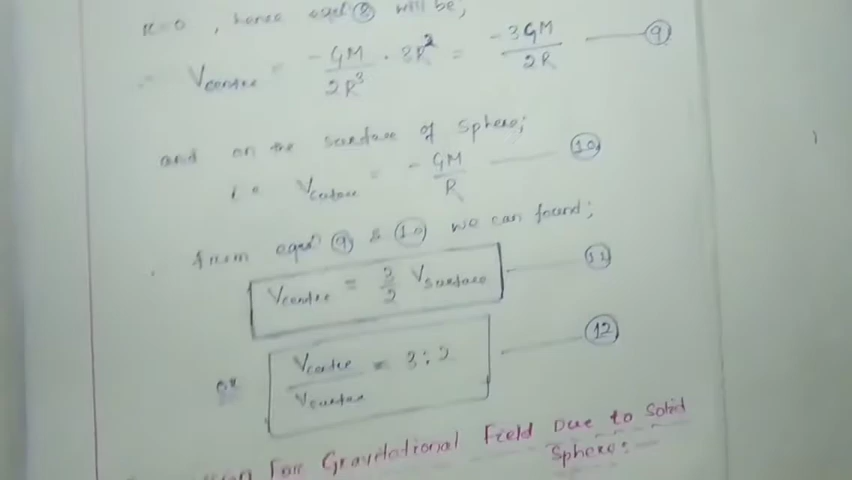 r=0, hence eqn (8) will be;
∴ Vcentre = -GM/2R³ · 3R² = -3GM/2R —— (9)
and on the surface of sphere;
i.e Vsurface = -GM/R —— (10)
from eqn (9) & (10) we can found;
Vcentre = 3/2 Vsurface —— (11)
or Vcentre/Vsurface = 3:2 —— (12)
For Gravitational Field Due to Solid
Sphere: